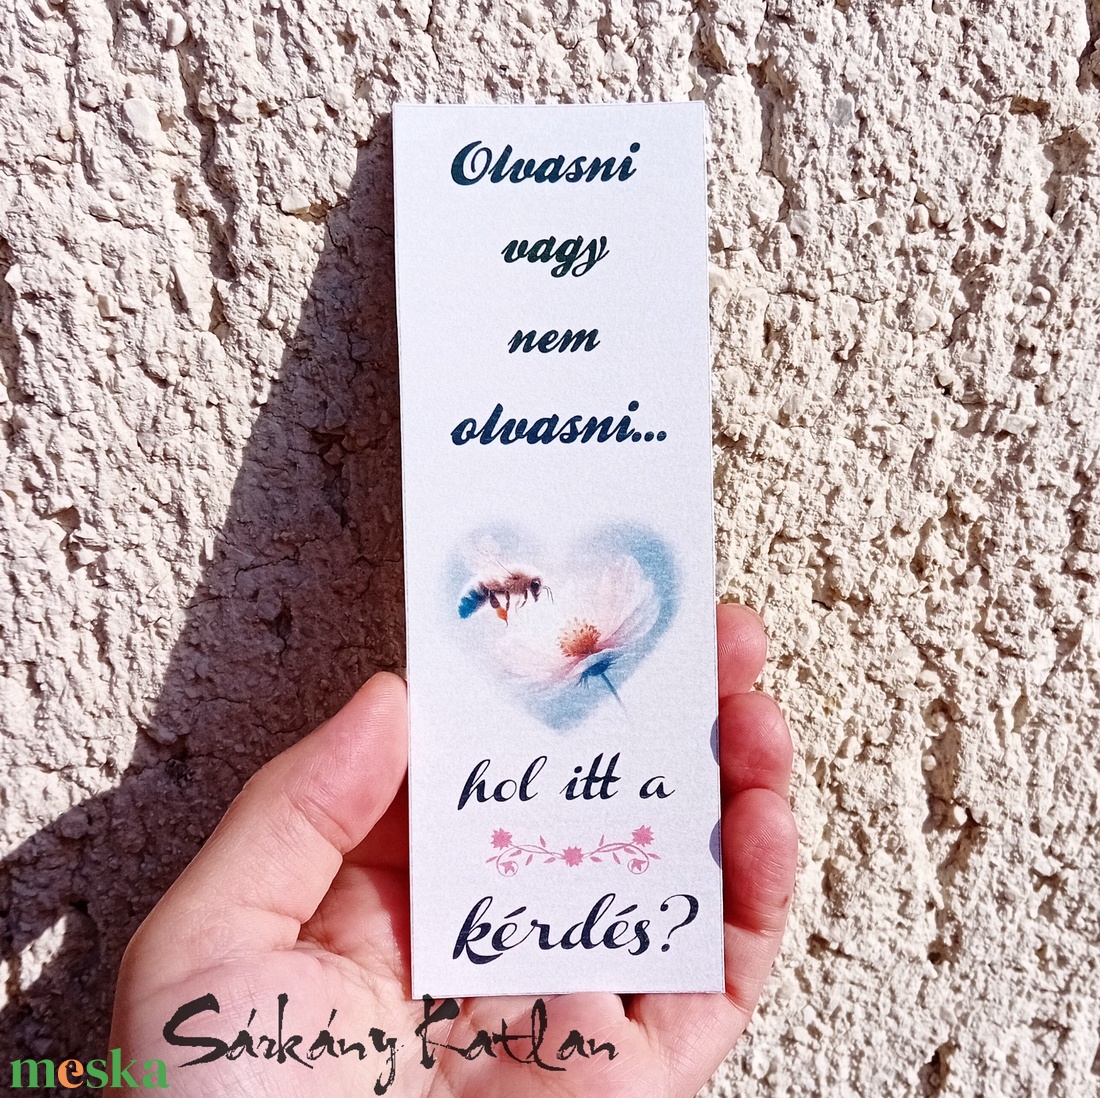 Olvasni
vagy
nem
olvasni...
hol itt a
kérdés?
Sárkány Katlan
meska